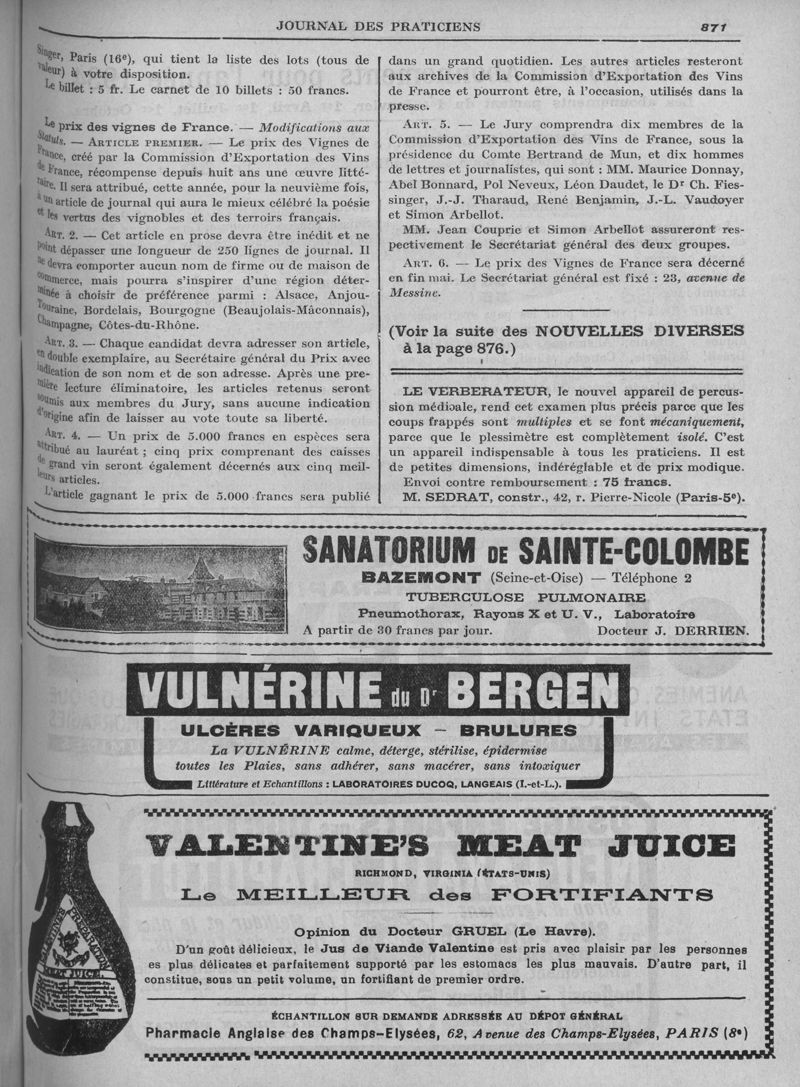 JOURNAL DES PRATICIENS 871
Singer, Paris (16e), qui tient la liste des lots (tous de
valeur) à votre disposition.
Le billet : 5 fr. Le carnet de 10 billets : 50 francs.
Le prix des vignes de France. — Modifications aux
Statuts. — ARTICLE PREMIER. — Le prix des Vignes de
France, créé par la Commission d'Exportation des Vins
de France, récompense depuis huit ans une œuvre litté-
raire. Il sera attribué, cette année, pour la neuvième fois,
à un article de journal qui aura le mieux célébré la poésie
et les vertus des vignobles et des terroirs français.
ART. 2. — Cet article en prose devra être inédit et ne
point dépasser une longueur de 250 lignes de journal. Il
ne devra comporter aucun nom de firme ou de maison de
commerce, mais pourra s'inspirer d'une région déter-
minée à choisir de préférence parmi : Alsace, Anjou-
Touraine, Bordelais, Bourgogne (Beaujolais-Mâconnais),
Champagne, Côtes-du-Rhône.
ART. 3. — Chaque candidat devra adresser son article,
en double exemplaire, au Secrétaire général du Prix avec
indication de son nom et de son adresse. Après une pre-
mière lecture éliminatoire, les articles retenus seront
soumis aux membres du Jury, sans aucune indication
d'origine afin de laisser au vote toute sa liberté.
ART. 4. — Un prix de 5.000 francs en espèces sera
attribué au lauréat ; cinq prix comprenant des caisses
de grand vin seront également décernés aux cinq meil-
leurs articles.
L'article gagnant le prix de 5.000 francs sera publié
dans un grand quotidien. Les autres articles resteront
aux archives de la Commission d'Exportation des Vins
de France et pourront être, à l'occasion, utilisés dans la
presse.
ART. 5. — Le Jury comprendra dix membres de la
Commission d'Exportation des Vins de France, sous la
présidence du Comte Bertrand de Mun, et dix hommes
de lettres et journalistes, qui sont : MM. Maurice Donnay,
Abel Bonnard, Pol Neveux, Léon Daudet, le Dr Ch. Fies-
singer, J.-J. Tharaud, René Benjamin, J.-L. Vaudoyer
et Simon Arbellot.
MM. Jean Couprie et Simon Arbellot assureront res-
pectivement le Secrétariat général des deux groupes.
ART. 6. — Le prix des Vignes de France sera décerné
en fin mai. Le Secrétariat général est fixé : 23, avenue de
Messine.
(Voir la suite des NOUVELLES DIVERSES
à la page 876.)
LE VERBERATEUR, le nouvel appareil de percus-
sion médicale, rend cet examen plus précis parce que les
coups frappés sont multiples et se font mécaniquement,
parce que le plessimètre est complètement isolé. C'est
un appareil indispensable à tous les praticiens. Il est
de petites dimensions, indéréglable et de prix modique.
Envoi contre remboursement : 75 francs.
M. SEDRAT, constr., 42, r. Pierre-Nicole (Paris-5e).
SANATORIUM DE SAINTE-COLOMBE
BAZEMONT (Seine-et-Oise) — Téléphone 2
TUBERCULOSE PULMONAIRE
Pneumothorax, Rayons X et U. V., Laboratoire
A partir de 30 francs par jour. Docteur J. DERRIEN.
VULNÉRINE du Dr BERGEN
ULCÈRES VARIQUEUX — BRULURES
La VULNÉRINE calme, déterge, stérilise, épidermise
toutes les Plaies, sans adhérer, sans macérer, sans intoxiquer
Littérature et Echantillons : LABORATOIRES DUCOQ, LANGEAIS (I.-et-L.).
VALENTINE'S MEAT JUICE
RICHMOND, VIRGINIA (ÉTATS-UNIS)
Le MEILLEUR des FORTIFIANTS
Opinion du Docteur GRUEL (Le Havre).
D'un goût délicieux, le Jus de Viande Valentine est pris avec plaisir par les personnes
es plus délicates et parfaitement supporté par les estomacs les plus mauvais. D'autre part, il
constitue, sous un petit volume, un fortifiant de premier ordre.
ÉCHANTILLON SUR DEMANDE ADRESSÉE AU DÉPOT GÉNÉRAL
Pharmacie Anglaise des Champs-Elysées, 62, Avenue des Champs-Elysées, PARIS (8e)
VALENTINE'S PREPARATION
MEAT JUICE.